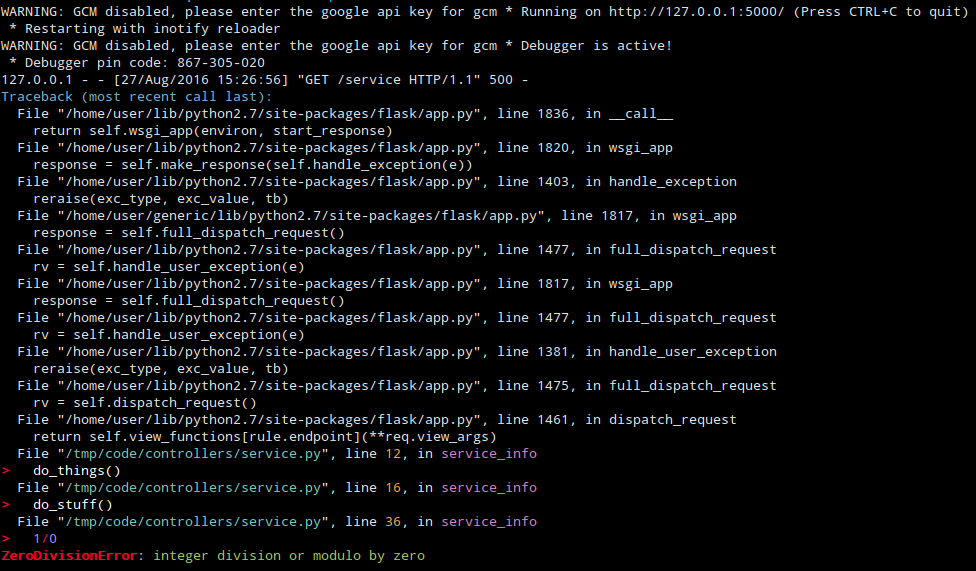 WARNING: GCM disabled, please enter the google api key for gcm * Running on http://127.0.0.1:5000/ (Press CTRL+C to quit)
 * Restarting with inotify reloader
WARNING: GCM disabled, please enter the google api key for gcm * Debugger is active!
 * Debugger pin code: 867-305-020
127.0.0.1 - - [27/Aug/2016 15:26:56] "GET /service HTTP/1.1" 500 -
Traceback (most recent call last):
  File "/home/user/lib/python2.7/site-packages/flask/app.py", line 1836, in __call__
    return self.wsgi_app(environ, start_response)
  File "/home/user/lib/python2.7/site-packages/flask/app.py", line 1820, in wsgi_app
    response = self.make_response(self.handle_exception(e))
  File "/home/user/lib/python2.7/site-packages/flask/app.py", line 1403, in handle_exception
    reraise(exc_type, exc_value, tb)
  File "/home/user/generic/lib/python2.7/site-packages/flask/app.py", line 1817, in wsgi_app
    response = self.full_dispatch_request()
  File "/home/user/lib/python2.7/site-packages/flask/app.py", line 1477, in full_dispatch_request
    rv = self.handle_user_exception(e)
  File "/home/user/lib/python2.7/site-packages/flask/app.py", line 1817, in wsgi_app
    response = self.full_dispatch_request()
  File "/home/user/lib/python2.7/site-packages/flask/app.py", line 1477, in full_dispatch_request
    rv = self.handle_user_exception(e)
  File "/home/user/lib/python2.7/site-packages/flask/app.py", line 1381, in handle_user_exception
    reraise(exc_type, exc_value, tb)
  File "/home/user/lib/python2.7/site-packages/flask/app.py", line 1475, in full_dispatch_request
    rv = self.dispatch_request()
  File "/home/user/lib/python2.7/site-packages/flask/app.py", line 1461, in dispatch_request
    return self.view_functions[rule.endpoint](**req.view_args)
  File "/tmp/code/controllers/service.py", line 12, in service_info
>   do_things()
  File "/tmp/code/controllers/service.py", line 16, in service_info
>   do_stuff()
  File "/tmp/code/controllers/service.py", line 36, in service_info
>   1/0
ZeroDivisionError: integer division or modulo by zero